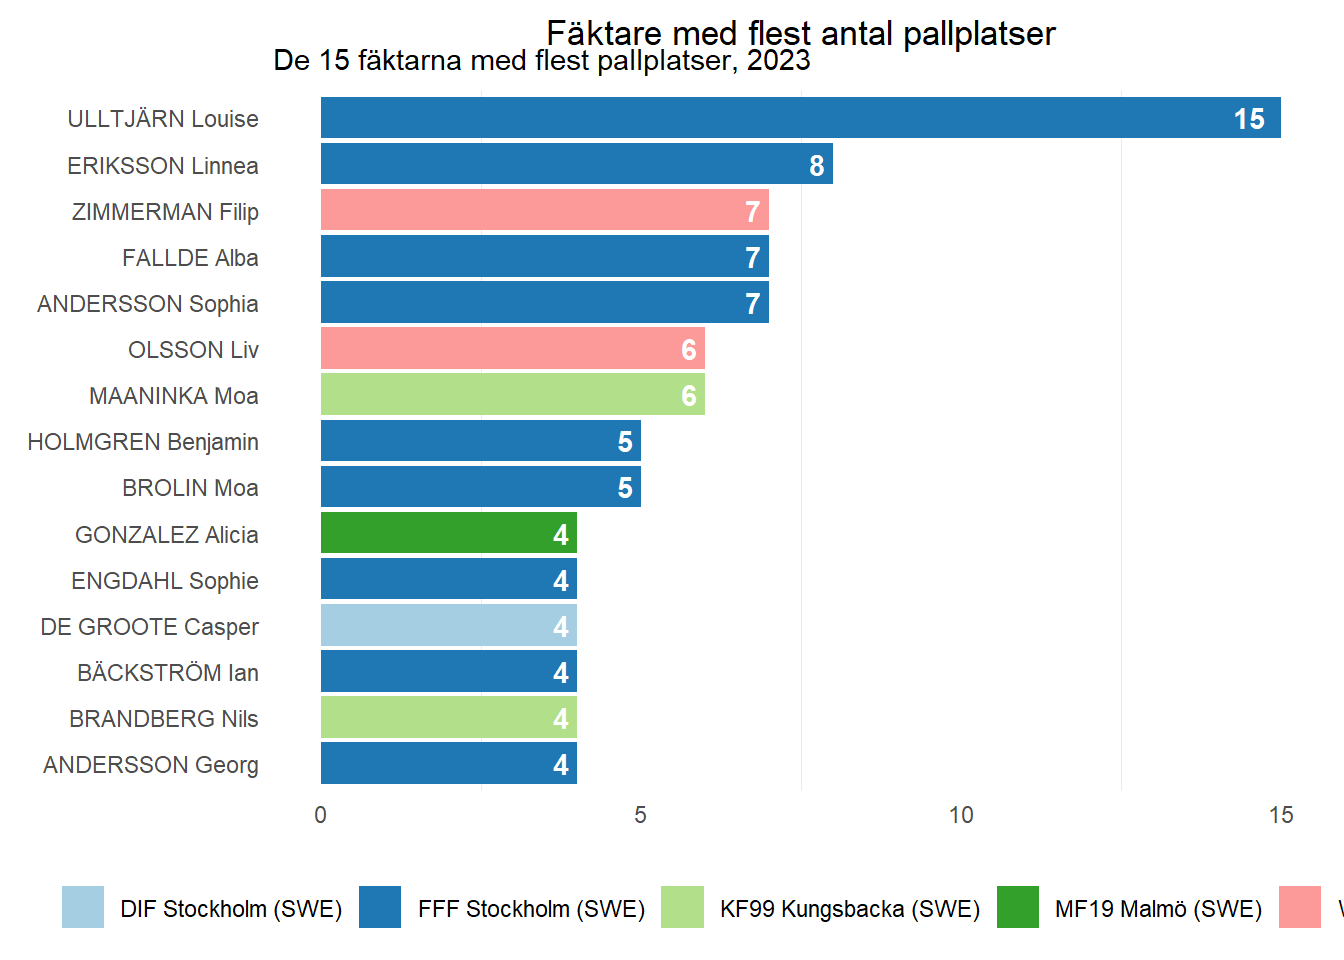 Fäktare med flest antal pallplatser
De 15 fäktarna med flest pallplatser, 2023
ULLTJÄRN Louise 15
ERIKSSON Linnea 8
ZIMMERMAN Filip 7
FALLDE Alba 7
ANDERSSON Sophia 7
OLSSON Liv 6
MAANINKA Moa 6
HOLMGREN Benjamin 5
BROLIN Moa 5
GONZALEZ Alicia 4
ENGDAHL Sophie 4
DE GROOTE Casper 4
BÄCKSTRÖM Ian 4
BRANDBERG Nils 4
ANDERSSON Georg 4
0 5 10 15
DIF Stockholm (SWE) FFF Stockholm (SWE) KF99 Kungsbacka (SWE) MF19 Malmö (SWE)